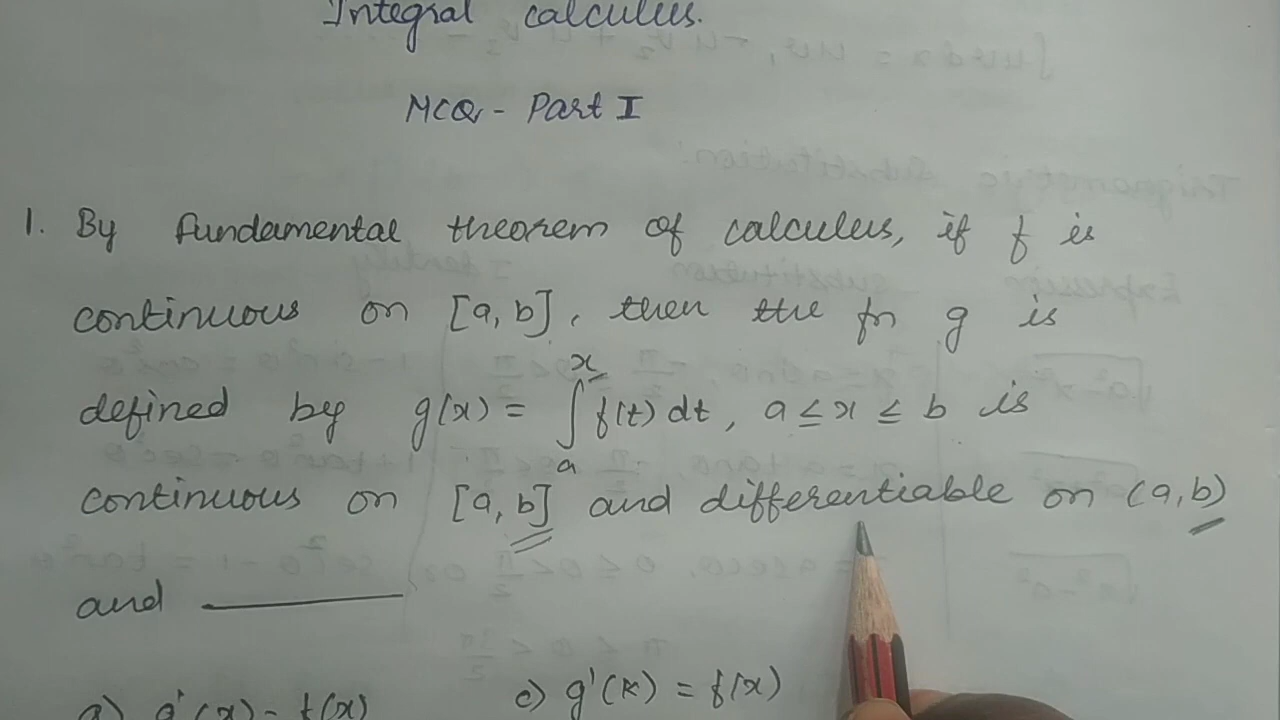 Integral calculus.
MCQ - Part I
1. By fundamental theorem of calculus, if f is
continuous on [a, b], then the fn g is
defined by g(x) = ∫ₐˣ f(t) dt, a ≤ x ≤ b is
continuous on [a, b] and differentiable on (a, b)
and ______
a) g'(x) = f(x) c) g'(k) = f(x)